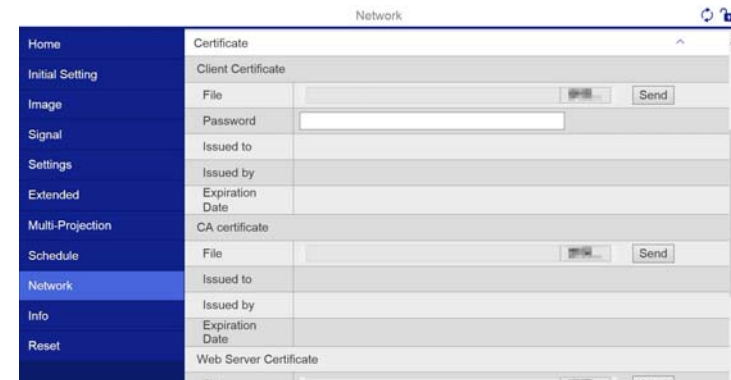 Network
Home
Initial Setting
Image
Signal
Settings
Extended
Multi-Projection
Schedule
Network
Info
Reset
Certificate
Client Certificate
File
Send
Password
Issued to
Issued by
Expiration
Date
CA certificate
File
Send
Issued to
Issued by
Expiration
Date
Web Server Certificate